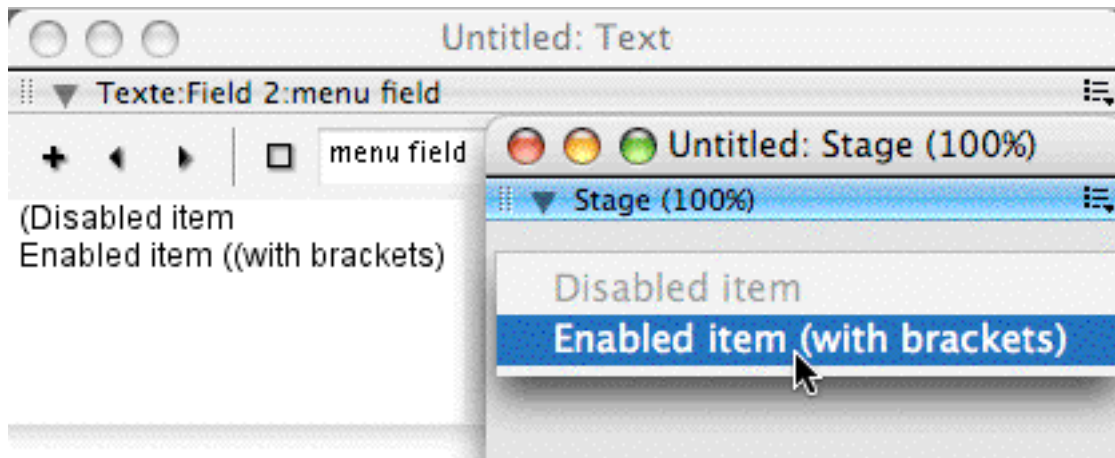 Untitled: Text
Texte:Field 2:menu field
menu field
(Disabled item
Enabled item ((with brackets)
Untitled: Stage (100%)
Stage (100%)
Disabled item
Enabled item (with brackets)